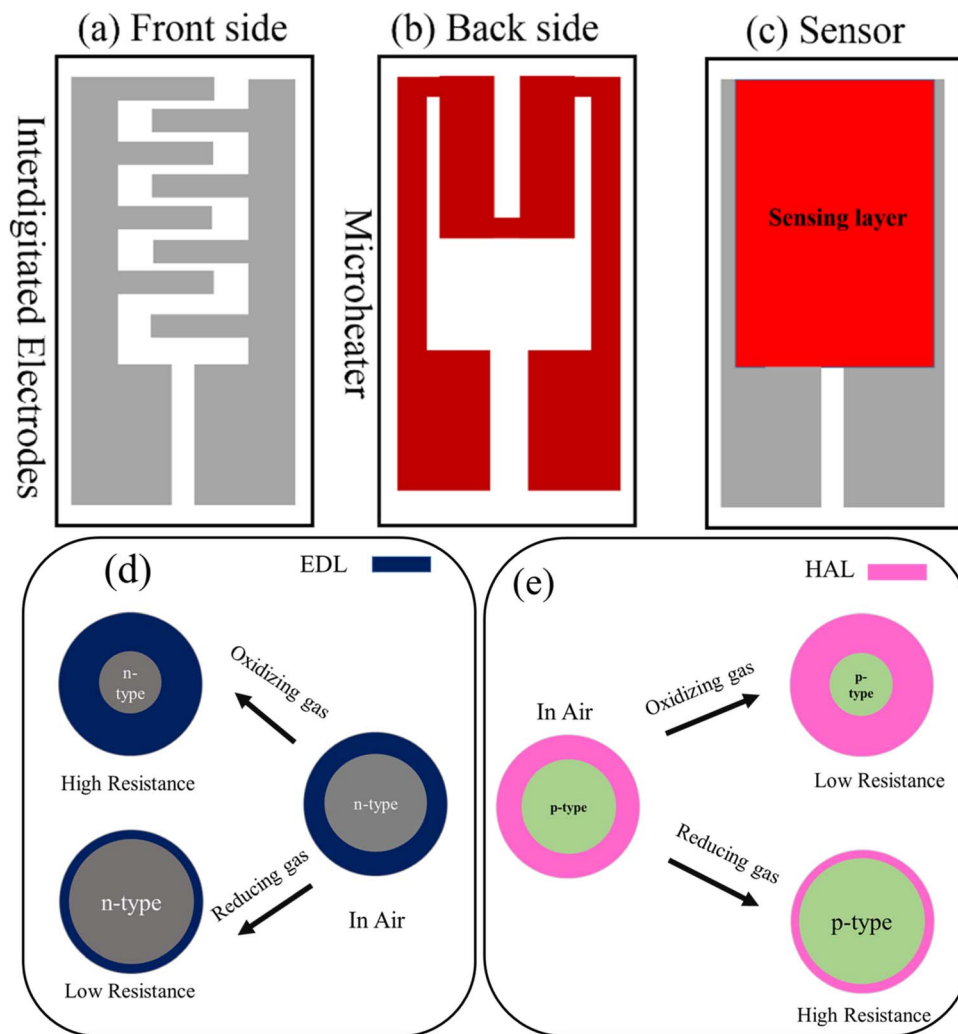 (a) Front side
(b) Back side
(c) Sensor
Interdigitated Electrodes
Microheater
Sensing layer
(d)
EDL
n-
type
Oxidizing gas
High Resistance
n-type
Reducing gas
n-type
In Air
Low Resistance
(e)
HAL
In Air
Oxidizing gas
p-
type
Low Resistance
p-type
Reducing gas
p-type
High Resistance